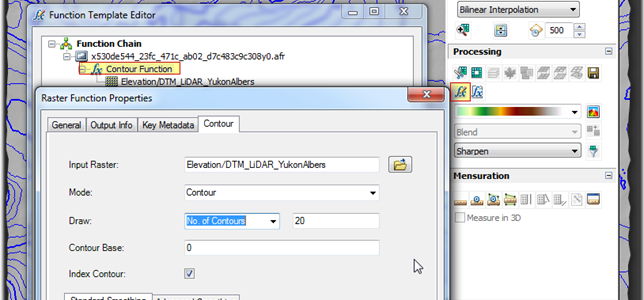 Function Template Editor
Function Chain
x530de544_23fc_471c_ab02_d7c483c9c308y0.afr
Contour Function
Elevation/DTM_LiDAR_YukonAlbers
Raster Function Properties
General
Output Info
Key Metadata
Contour
Input Raster:
Elevation/DTM_LiDAR_YukonAlbers
Mode:
Contour
Draw:
No. of Contours
20
Contour Base:
0
Index Contour:
Standard Smoothing
Bilinear Interpolation
500
Processing
Blend
Sharpen
Mensuration
Measure in 3D